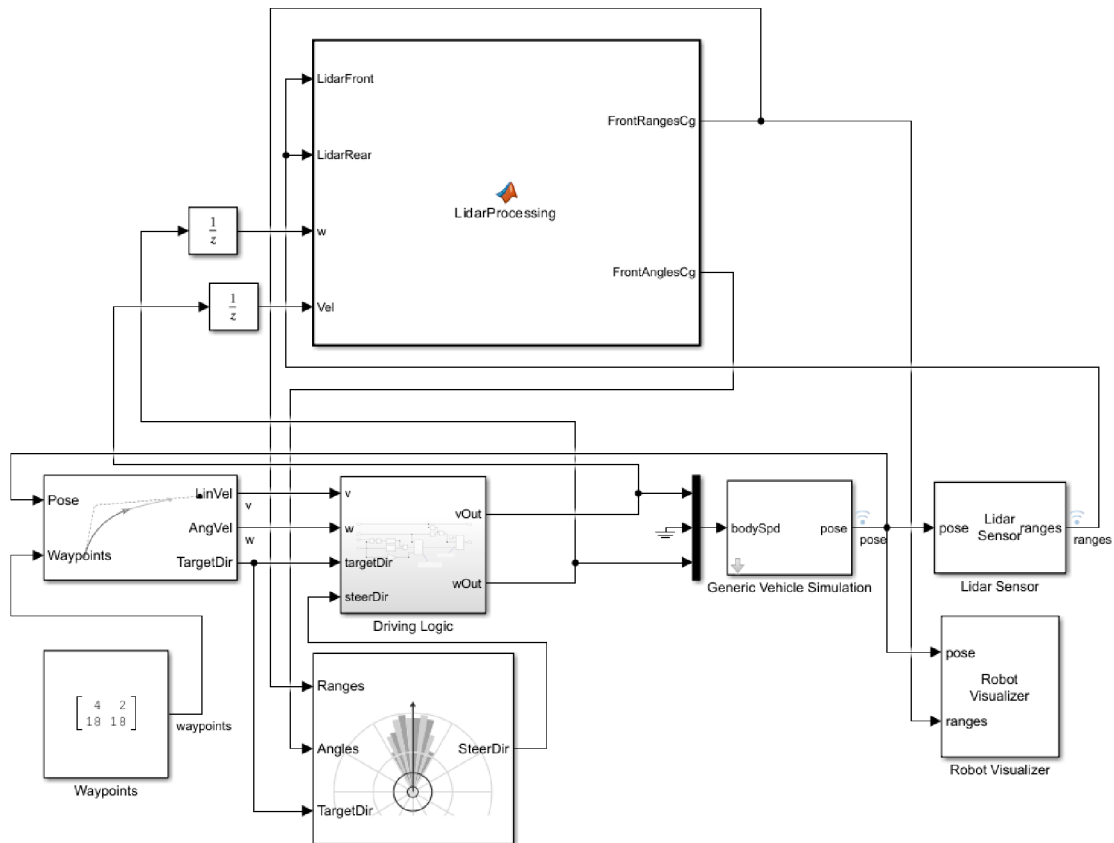 LidarFront
FrontRangesCg
LidarRear
LidarProcessing
1
z
w
FrontAnglesCg
1
z
Vel
Pose
LinVel
v
AngVel
w
Waypoints
TargetDir
v
w
targetDir
steerDir
vOut
wOut
Driving Logic
bodySpd
pose
pose
Generic Vehicle Simulation
pose
Lidar
Sensor
ranges
ranges
Lidar Sensor
4 2
18 18
waypoints
Waypoints
Ranges
Angles
TargetDir
SteerDir
pose
Robot
Visualizer
ranges
Robot Visualizer